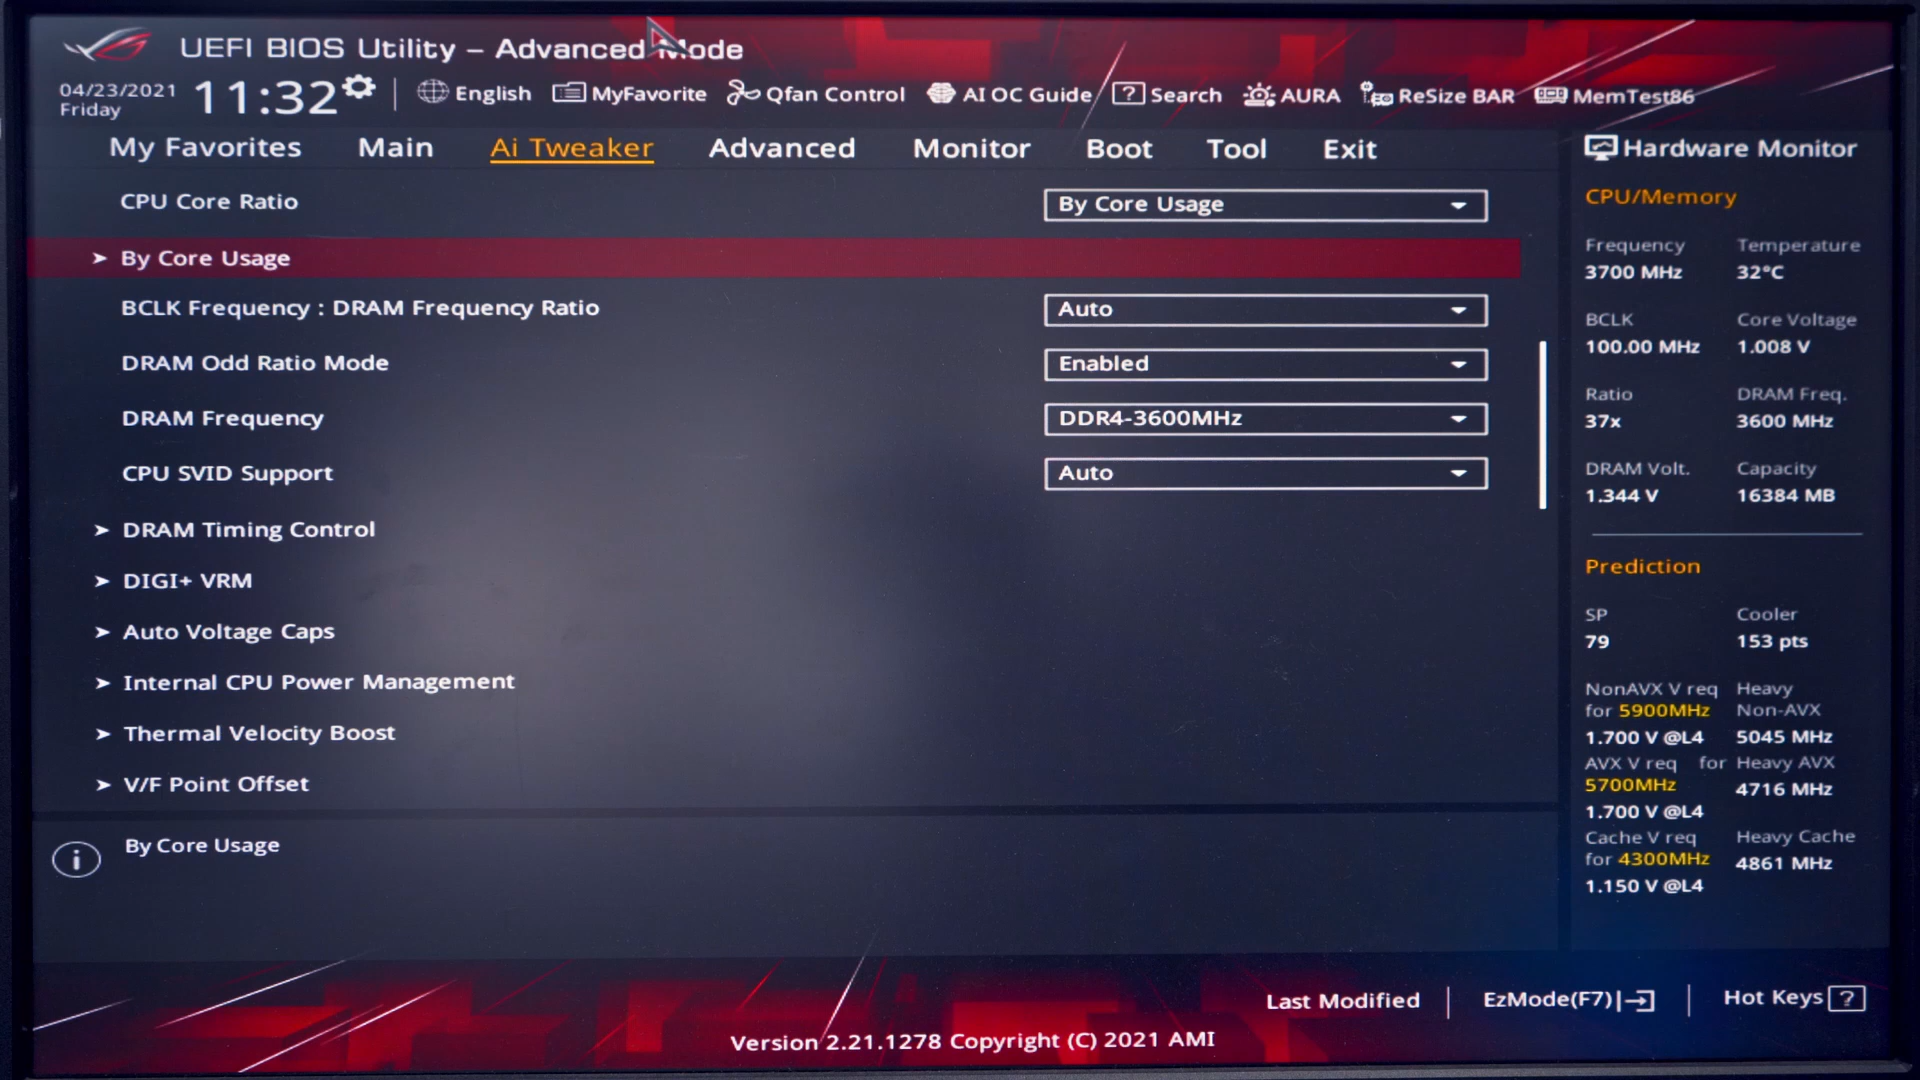 UEFI BIOS Utility – Advanced Mode
04/23/2021
Friday
11:32
English
MyFavorite
Qfan Control
AI OC Guide
Search
AURA
ReSize BAR
MemTest86
My Favorites
Main
Ai Tweaker
Advanced
Monitor
Boot
Tool
Exit
CPU Core Ratio
By Core Usage
By Core Usage
BCLK Frequency : DRAM Frequency Ratio
Auto
DRAM Odd Ratio Mode
Enabled
DRAM Frequency
DDR4-3600MHz
CPU SVID Support
Auto
DRAM Timing Control
DIGI+ VRM
Auto Voltage Caps
Internal CPU Power Management
Thermal Velocity Boost
V/F Point Offset
By Core Usage
Hardware Monitor
CPU/Memory
Frequency Temperature
3700 MHz 32°C
BCLK Core Voltage
100.00 MHz 1.008 V
Ratio DRAM Freq.
37x 3600 MHz
DRAM Volt. Capacity
1.344 V 16384 MB
Prediction
SP Cooler
79 153 pts
NonAVX V req Heavy
for 5900MHz Non-AVX
1.700 V @L4 5045 MHz
AVX V req for Heavy AVX
5700MHz 4716 MHz
1.700 V @L4
Cache V req Heavy Cache
for 4300MHz 4861 MHz
1.150 V @L4
Last Modified
EzMode(F7)
Hot Keys ?
Version 2.21.1278 Copyright (C) 2021 AMI